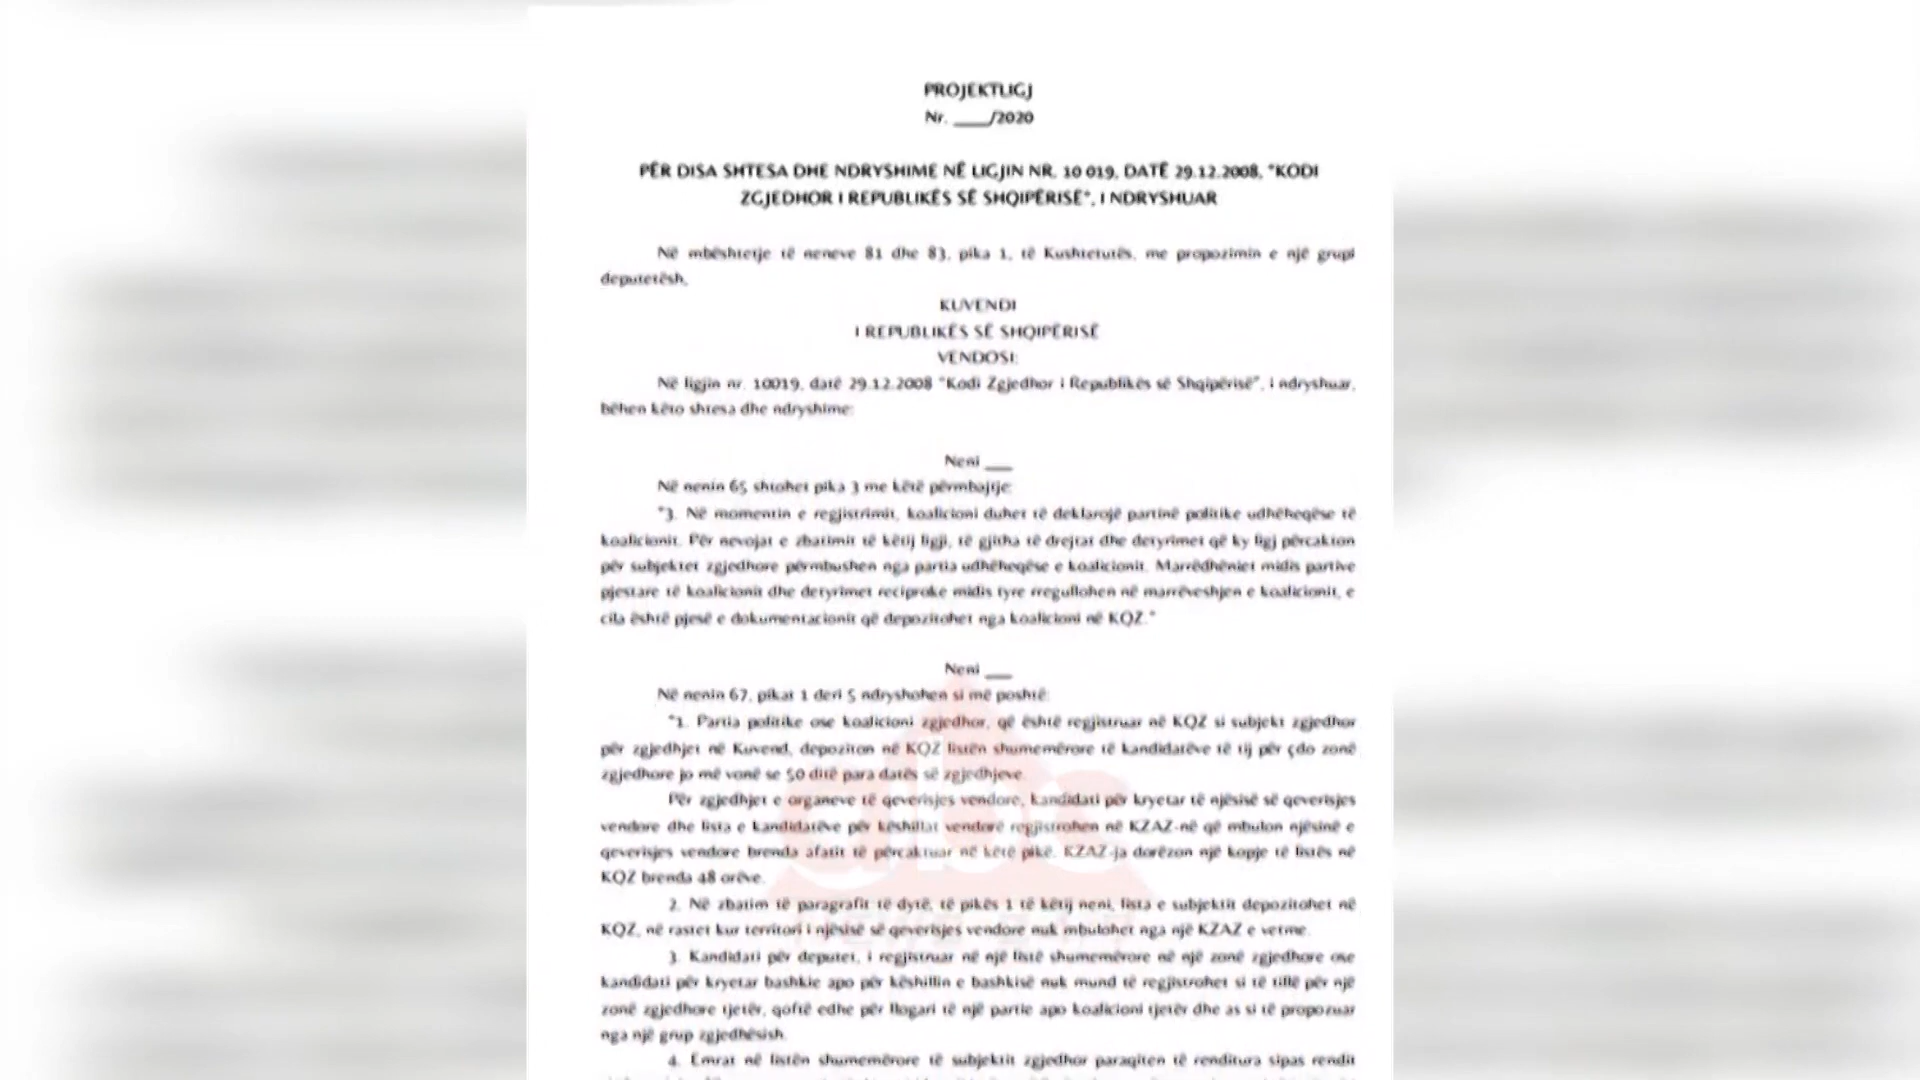 PROJEKTLIGJ
Nr. ____/2020
PËR DISA SHTESA DHE NDRYSHIME NË LIGJIN NR. 10 019, DATË 29.12.2008, "KODI
ZGJEDHOR I REPUBLIKËS SË SHQIPËRISË", I NDRYSHUAR
Në mbështetje të neneve 81 dhe 83, pika 1, të Kushtetutës, me propozimin e një grupi
deputetësh,
KUVENDI
I REPUBLIKËS SË SHQIPËRISË
VENDOSI:
Në ligjin nr. 10019, datë 29.12.2008 "Kodi Zgjedhor i Republikës së Shqipërisë", i ndryshuar,
bëhen këto shtesa dhe ndryshime:
Neni ___
Në nenin 65 shtohet pika 3 me këtë përmbajtje:
"3. Në momentin e regjistrimit, koalicioni duhet të deklarojë partinë politike udhëheqëse të
koalicionit. Për nevojat e zbatimit të këtij ligji, të gjitha të drejtat dhe detyrimet që ky ligj përcakton
për subjektet zgjedhore përmbushen nga partia udhëheqëse e koalicionit. Marrëdhëniet midis partive
pjestare të koalicionit dhe detyrimet reciproke midis tyre rregullohen në marrëveshjen e koalicionit, e
cila është pjesë e dokumentacionit që depozitohet nga koalicioni në KQZ."
Neni ___
Në nenin 67, pikat 1 deri 5 ndryshohen si më poshtë:
"1. Partia politike ose koalicioni zgjedhor, që është regjistruar në KQZ si subjekt zgjedhor
për zgjedhjet në Kuvend, depoziton në KQZ listën shumemërore të kandidatëve të tij për çdo zonë
zgjedhore jo më vonë se 50 ditë para datës së zgjedhjeve.
Për zgjedhjet e organeve të qeverisjes vendore, kandidati për kryetar të njësisë së qeverisjes
vendore dhe lista e kandidatëve për këshillat vendorë regjistrohen në KZAZ-në që mbulon njësinë e
qeverisjes vendore brenda afatit të përcaktuar në këtë pikë. KZAZ-ja dorëzon një kopje të listës në
KQZ brenda 48 orëve.
2. Në zbatim të paragrafit të dytë, të pikës 1 të këtij neni, lista e subjektit depozitohet në
KQZ, në rastet kur territori i njësisë së qeverisjes vendore nuk mbulohet nga një KZAZ e vetme.
3. Kandidati për deputet, i regjistruar në një listë shumemërore në një zonë zgjedhore ose
kandidati për kryetar bashkie apo për këshillin e bashkisë nuk mund të regjistrohet si të tillë për një
zonë zgjedhore tjetër, qoftë edhe për llogari të një partie apo koalicioni tjetër dhe as si të propozuar
nga një grup zgjedhësish.
4. Emrat në listën shumemërore të subjektit zgjedhor paraqiten të renditura sipas rendit
abc